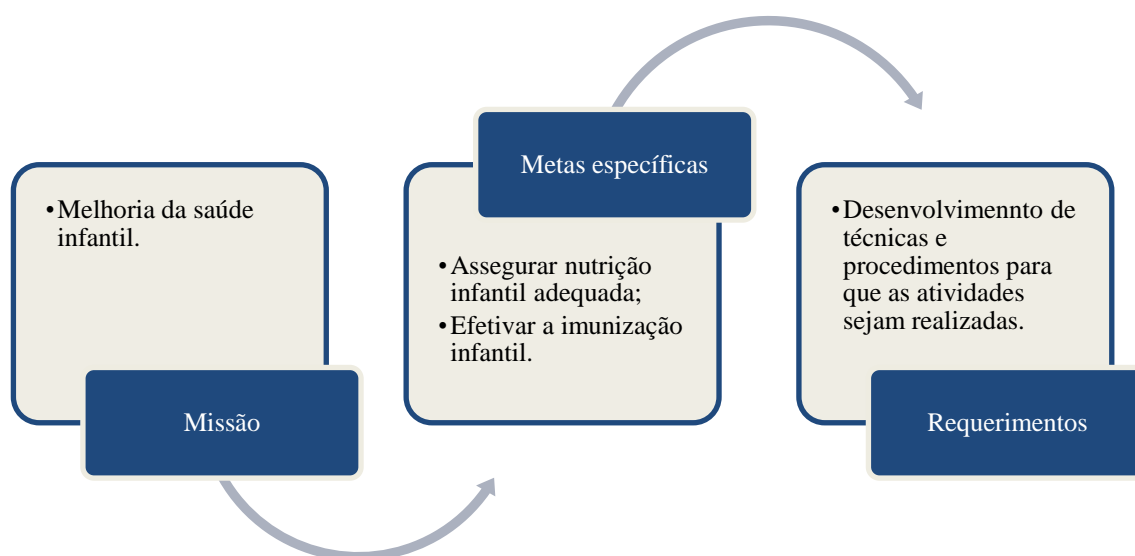 •Melhoria da saúde
infantil.
Missão
Metas específicas
•Assegurar nutrição
infantil adequada;
•Efetivar a imunização
infantil.
•Desenvolvimennto de
técnicas e
procedimentos para
que as atividades
sejam realizadas.
Requerimentos